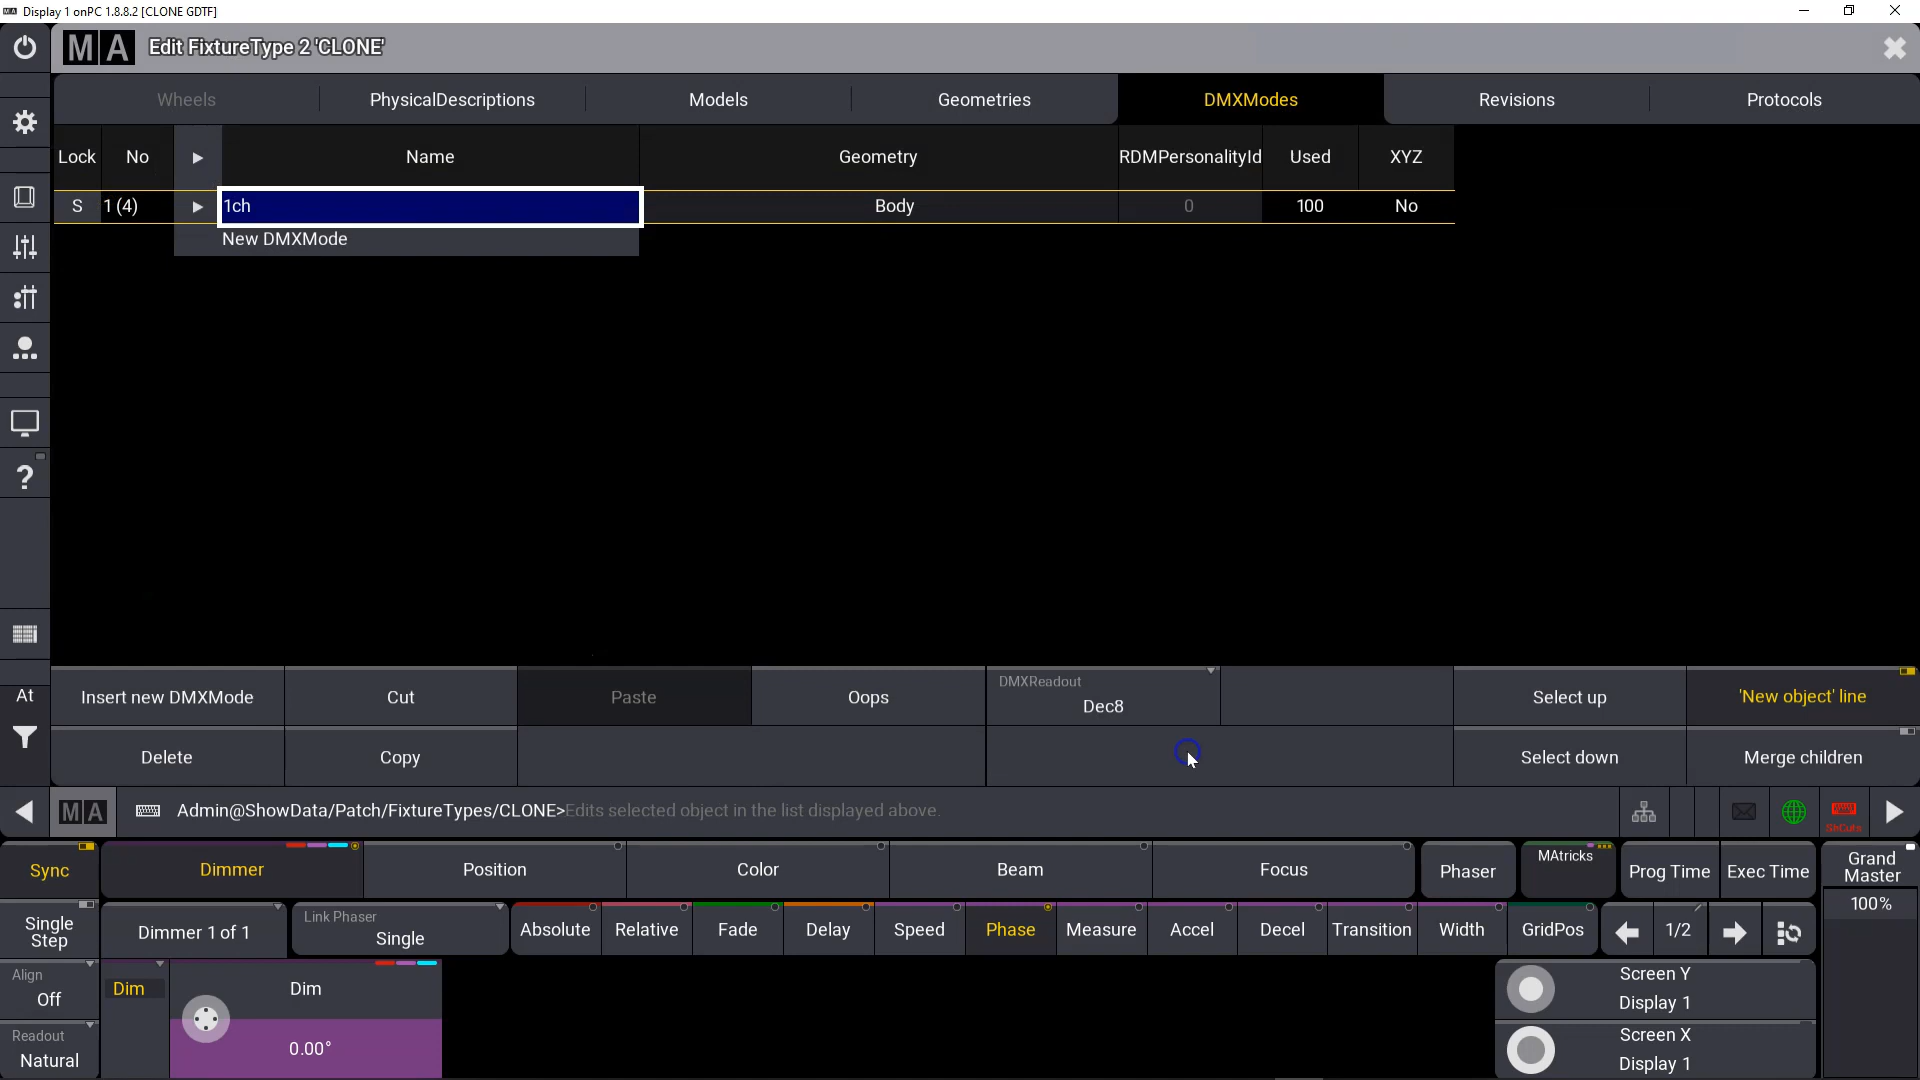 Display 1 onPC 1.8.8.2 [CLONE GDTF]
MA Edit FixtureType 2 'CLONE'
Wheels PhysicalDescriptions Models Geometries DMXModes Revisions Protocols
Lock No Name Geometry RDMPersonalityId Used XYZ
S 1 (4) 1ch Body 0 100 No
New DMXMode
At
Insert new DMXMode Cut Paste Oops DMXReadout Dec8 Select up 'New object' line
Delete Copy Select down Merge children
MA Admin@ShowData/Patch/FixtureTypes/CLONE>Edits selected object in the list displayed above. ShCuts
Sync Dimmer Position Color Beam Focus Phaser MAtricks Prog Time Exec Time Grand Master
100%
Single Step Dimmer 1 of 1 Link Phaser Single Absolute Relative Fade Delay Speed Phase Measure Accel Decel Transition Width GridPos 1/2
Align Off Dim Dim Screen Y Display 1
Readout Natural 0.00° Screen X Display 1